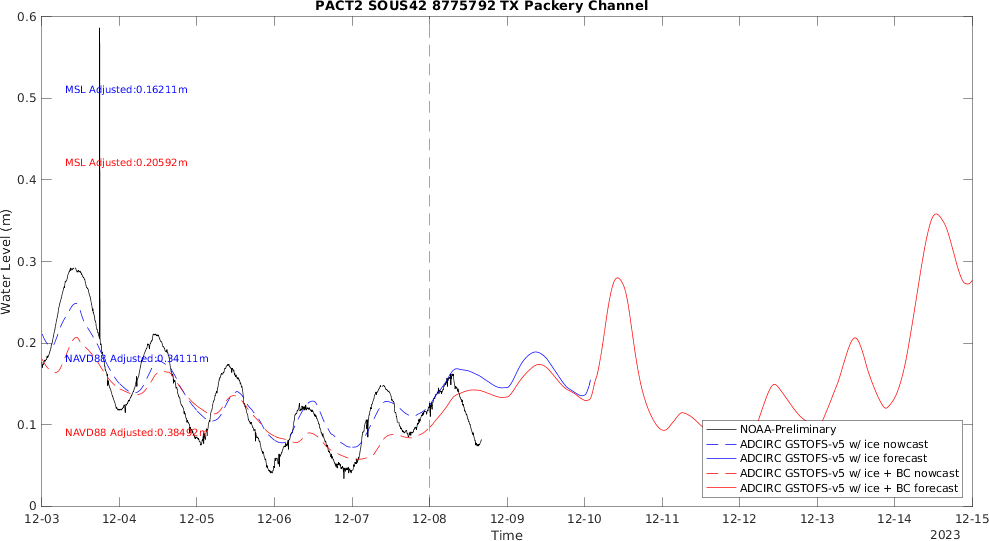 PACT2 SOUS42 8775792 TX Packery Channel
0.6
0.5
0.4
0.3
0.2
0.1
0
Water Level (m)
MSL Adjusted:0.16211m
MSL Adjusted:0.20592m
NAVD88 Adjusted:0.34111m
NAVD88 Adjusted:0.38492m
NOAA-Preliminary
ADCIRC GSTOFS-v5 w/ ice nowcast
ADCIRC GSTOFS-v5 w/ ice forecast
ADCIRC GSTOFS-v5 w/ ice + BC nowcast
ADCIRC GSTOFS-v5 w/ ice + BC forecast
12-03 12-04 12-05 12-06 12-07 12-08 12-09 12-10 12-11 12-12 12-13 12-14 12-15
Time
2023